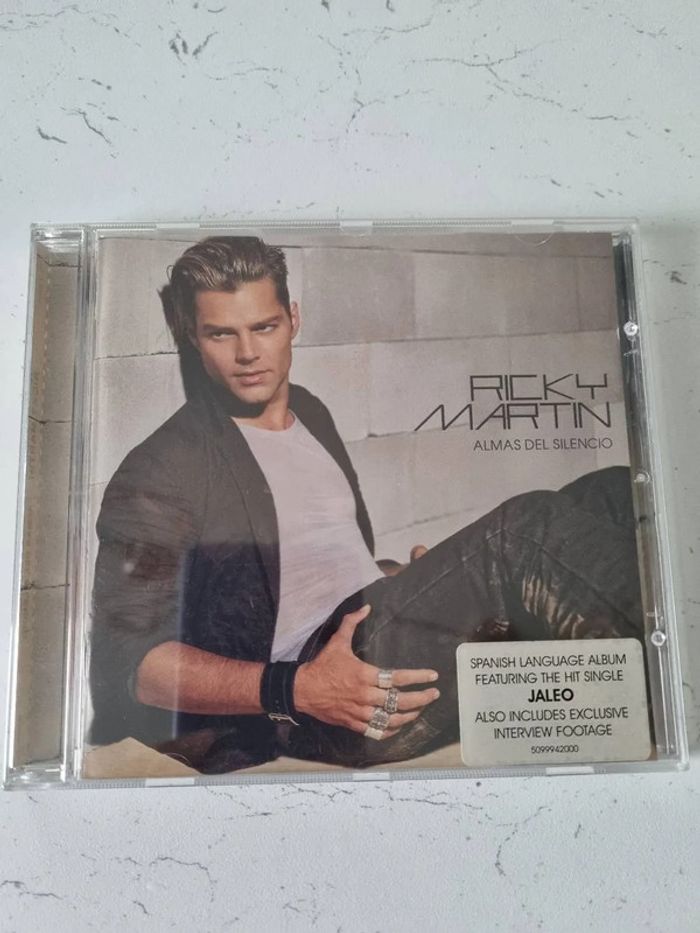 RICKY
MARTIN
ALMAS DEL SILENCIO
SPANISH LANGUAGE ALBUM
FEATURING THE HIT SINGLE
JALEO
ALSO INCLUDES EXCLUSIVE
INTERVIEW FOOTAGE
5099942000